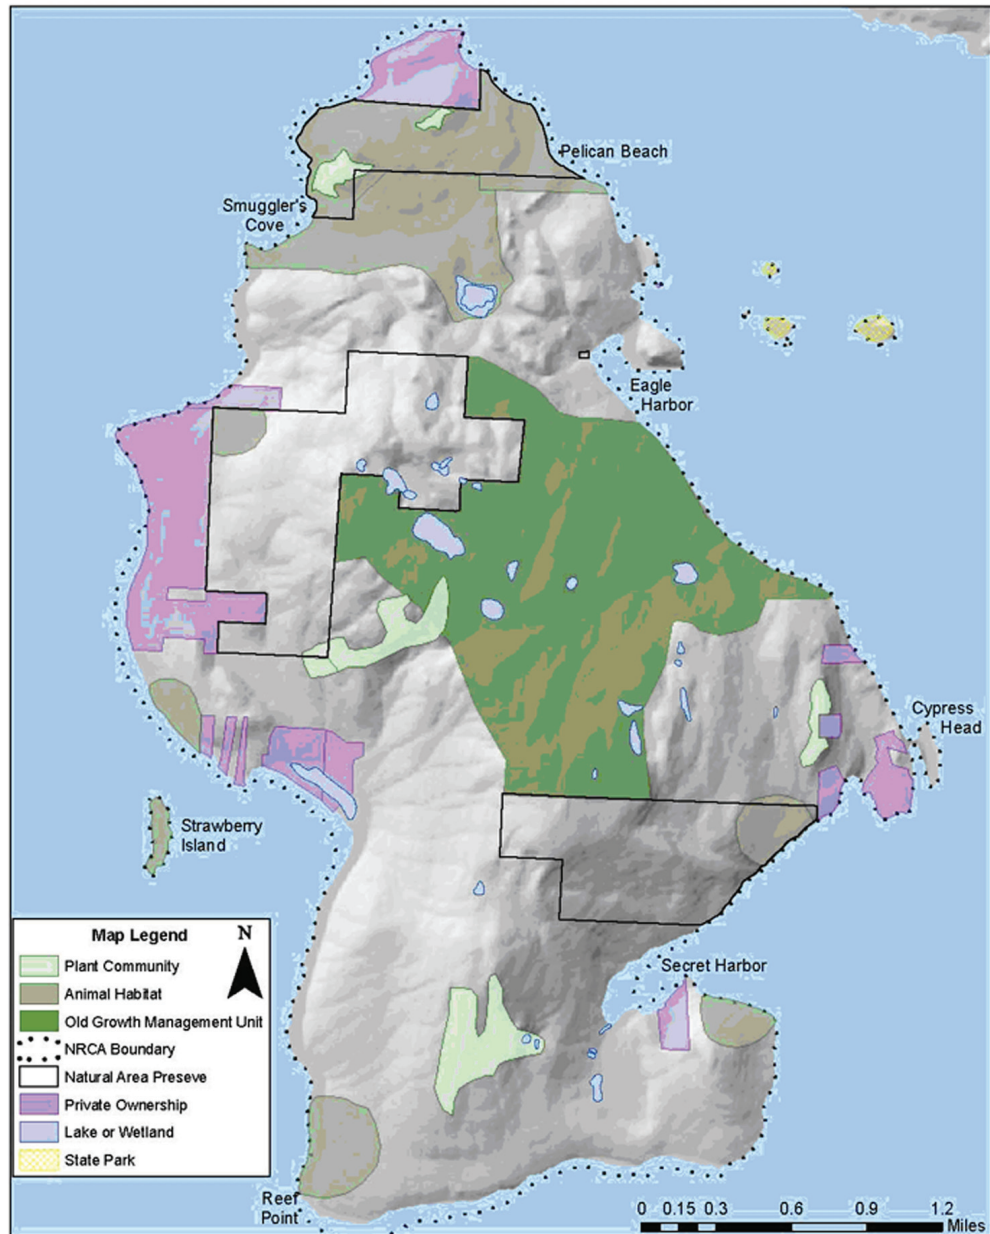 Pelican Beach
Smuggler's
Cove
Eagle
Harbor
Cypress
Head
Strawberry
Island
Secret Harbor
Reef
Point
Map Legend
N
Plant Community
Animal Habitat
Old Growth Management Unit
NRCA Boundary
Natural Area Preseve
Private Ownership
Lake or Wetland
State Park
0 0.15 0.3 0.6 0.9 1.2
Miles